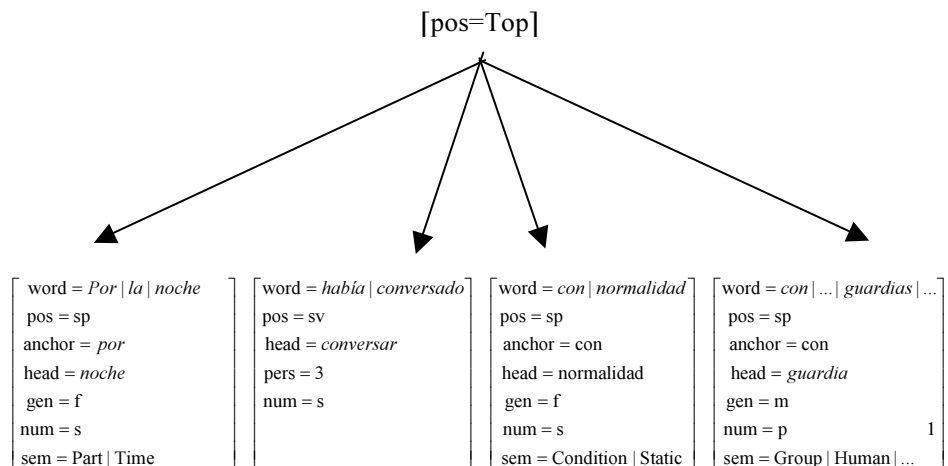 [pos=Top]
word = Por | la | noche
pos = sp
anchor = por
head = noche
gen = f
num = s
sem = Part | Time
word = había | conversado
pos = sv
head = conversar
pers = 3
num = s
word = con | normalidad
pos = sp
anchor = con
head = normalidad
gen = f
num = s
sem = Condition | Static
word = con | ... | guardias | ...
pos = sp
anchor = con
head = guardia
gen = m
num = p 1
sem = Group | Human | ...